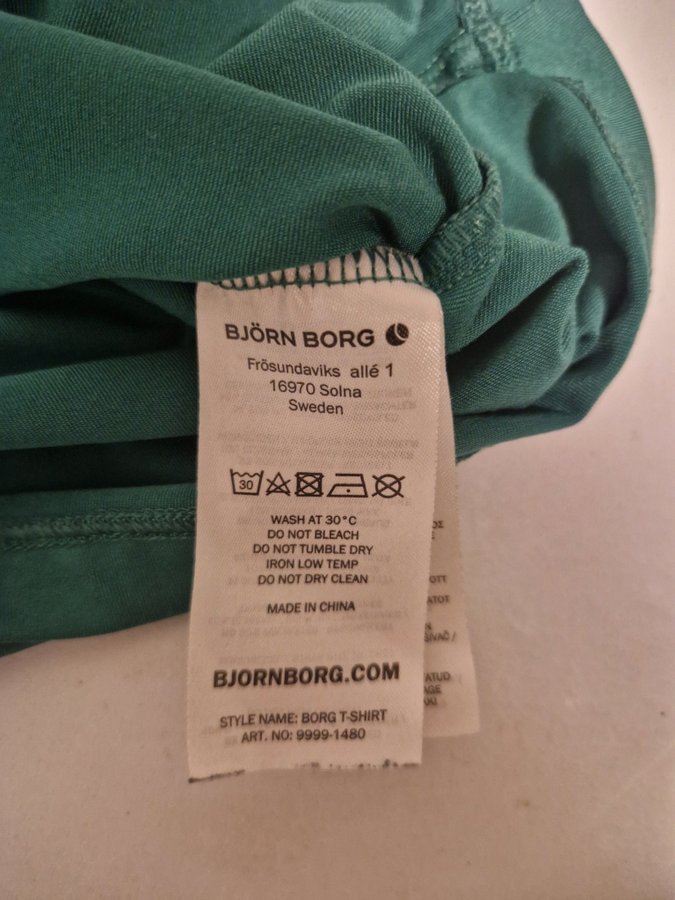 BJÖRN BORG
Frösundaviks allé 1
16970 Solna
Sweden
30
WASH AT 30°C
DO NOT BLEACH
DO NOT TUMBLE DRY
IRON LOW TEMP
DO NOT DRY CLEAN
MADE IN CHINA
BJORNBORG.COM
STYLE NAME: BORG T-SHIRT
ART. NO: 9999-1480